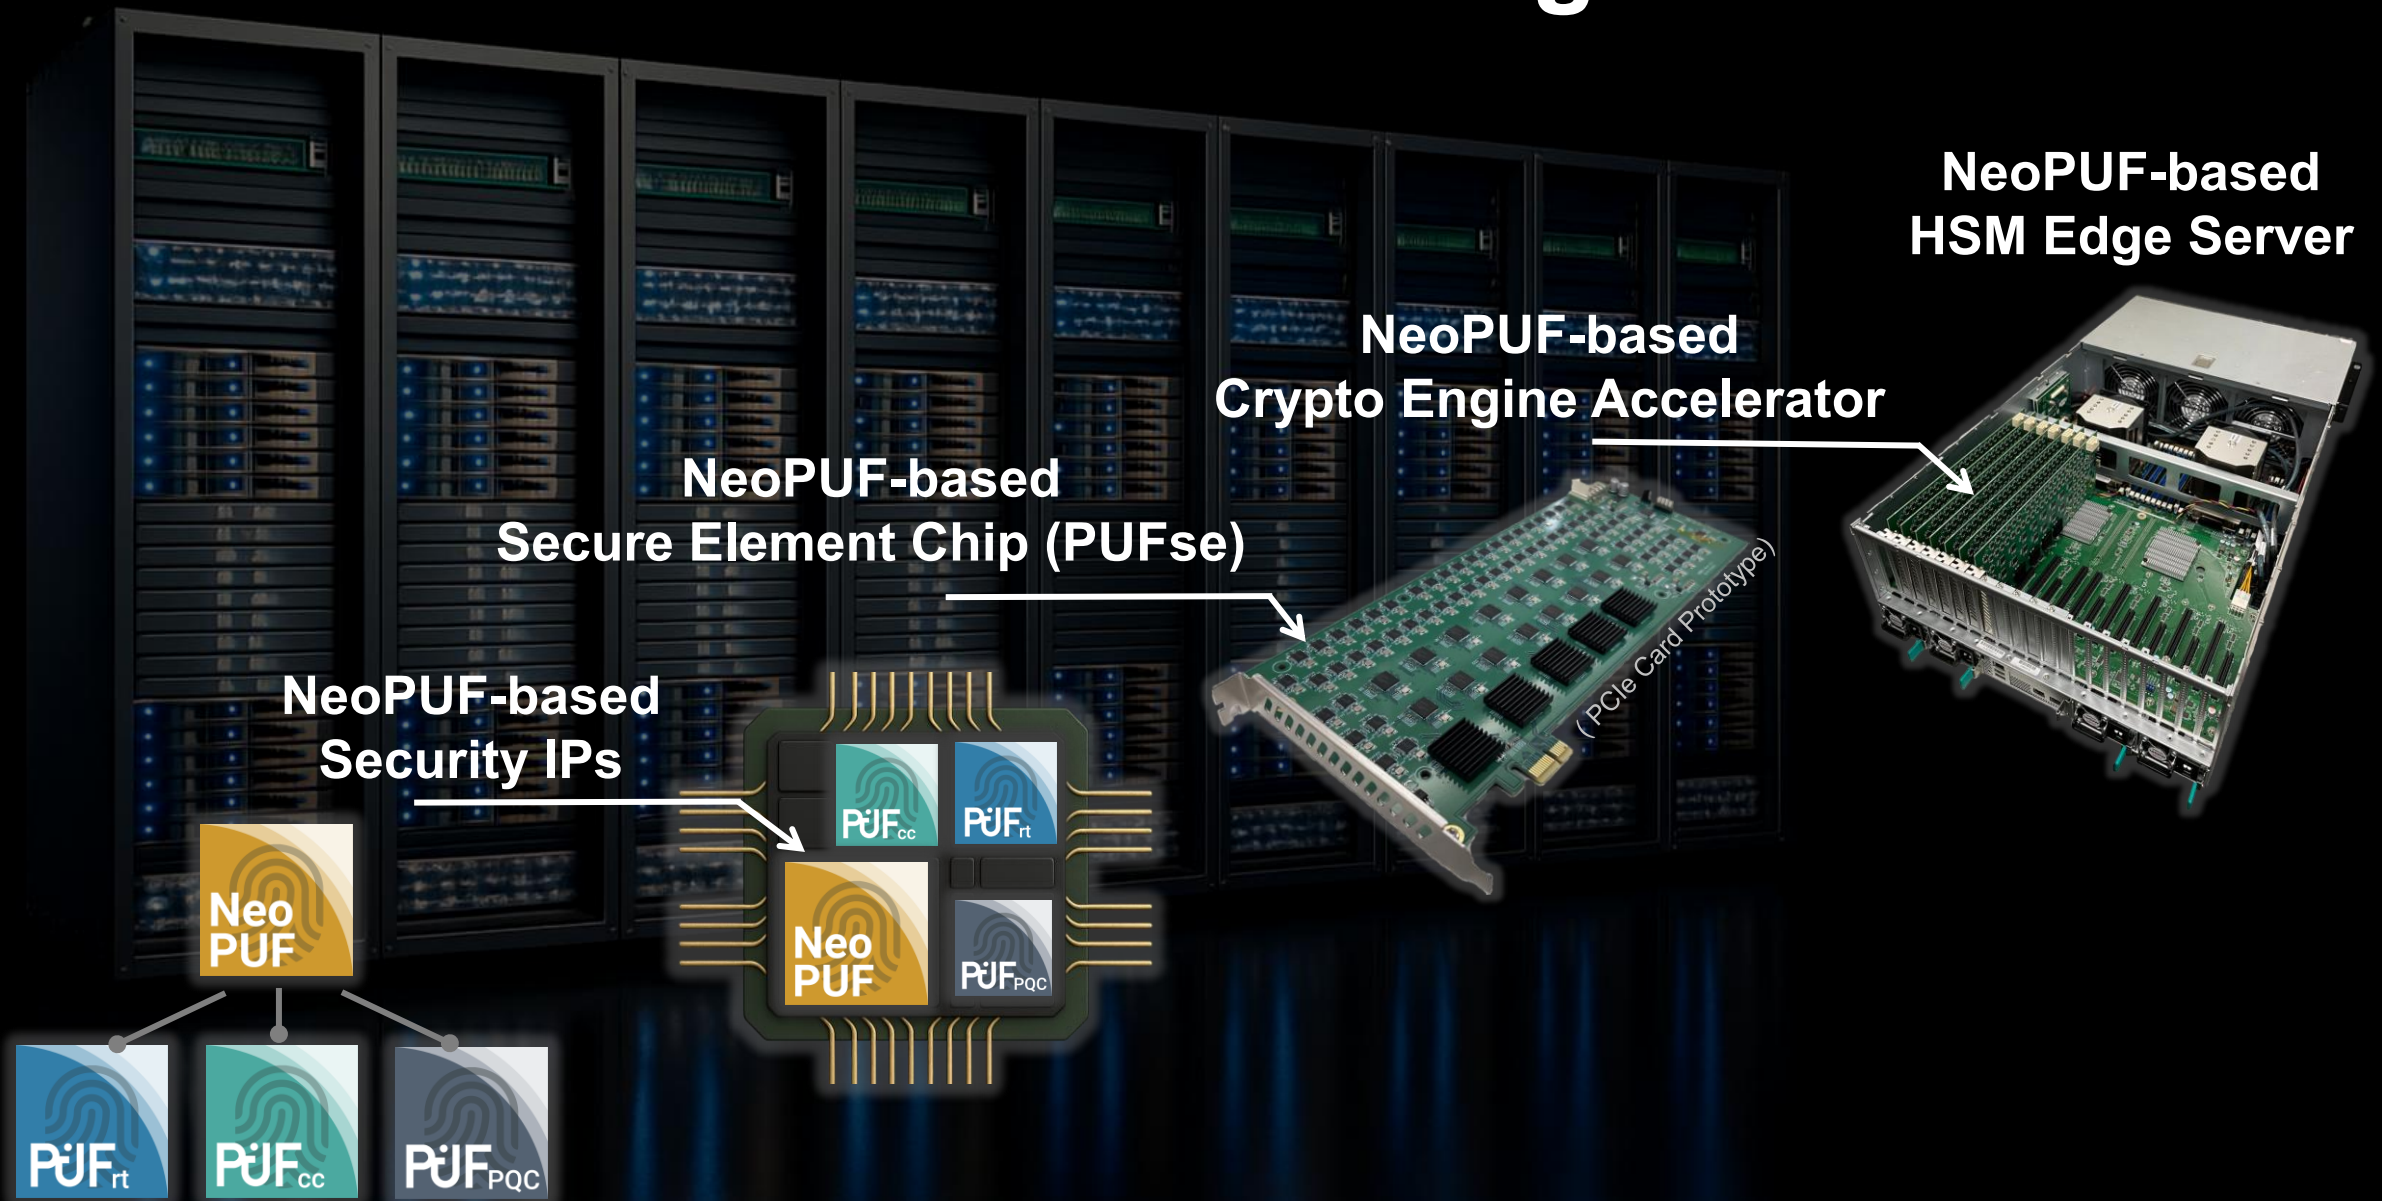 NeoPUF-based
HSM Edge Server
NeoPUF-based
Crypto Engine Accelerator
NeoPUF-based
Secure Element Chip (PUFse)
( PCIe Card Prototype)
NeoPUF-based
Security IPs
PUFcc
PUFrt
Neo
PUF
Neo
PUF
PUFPQC
PUFrt
PUFcc
PUFPQC